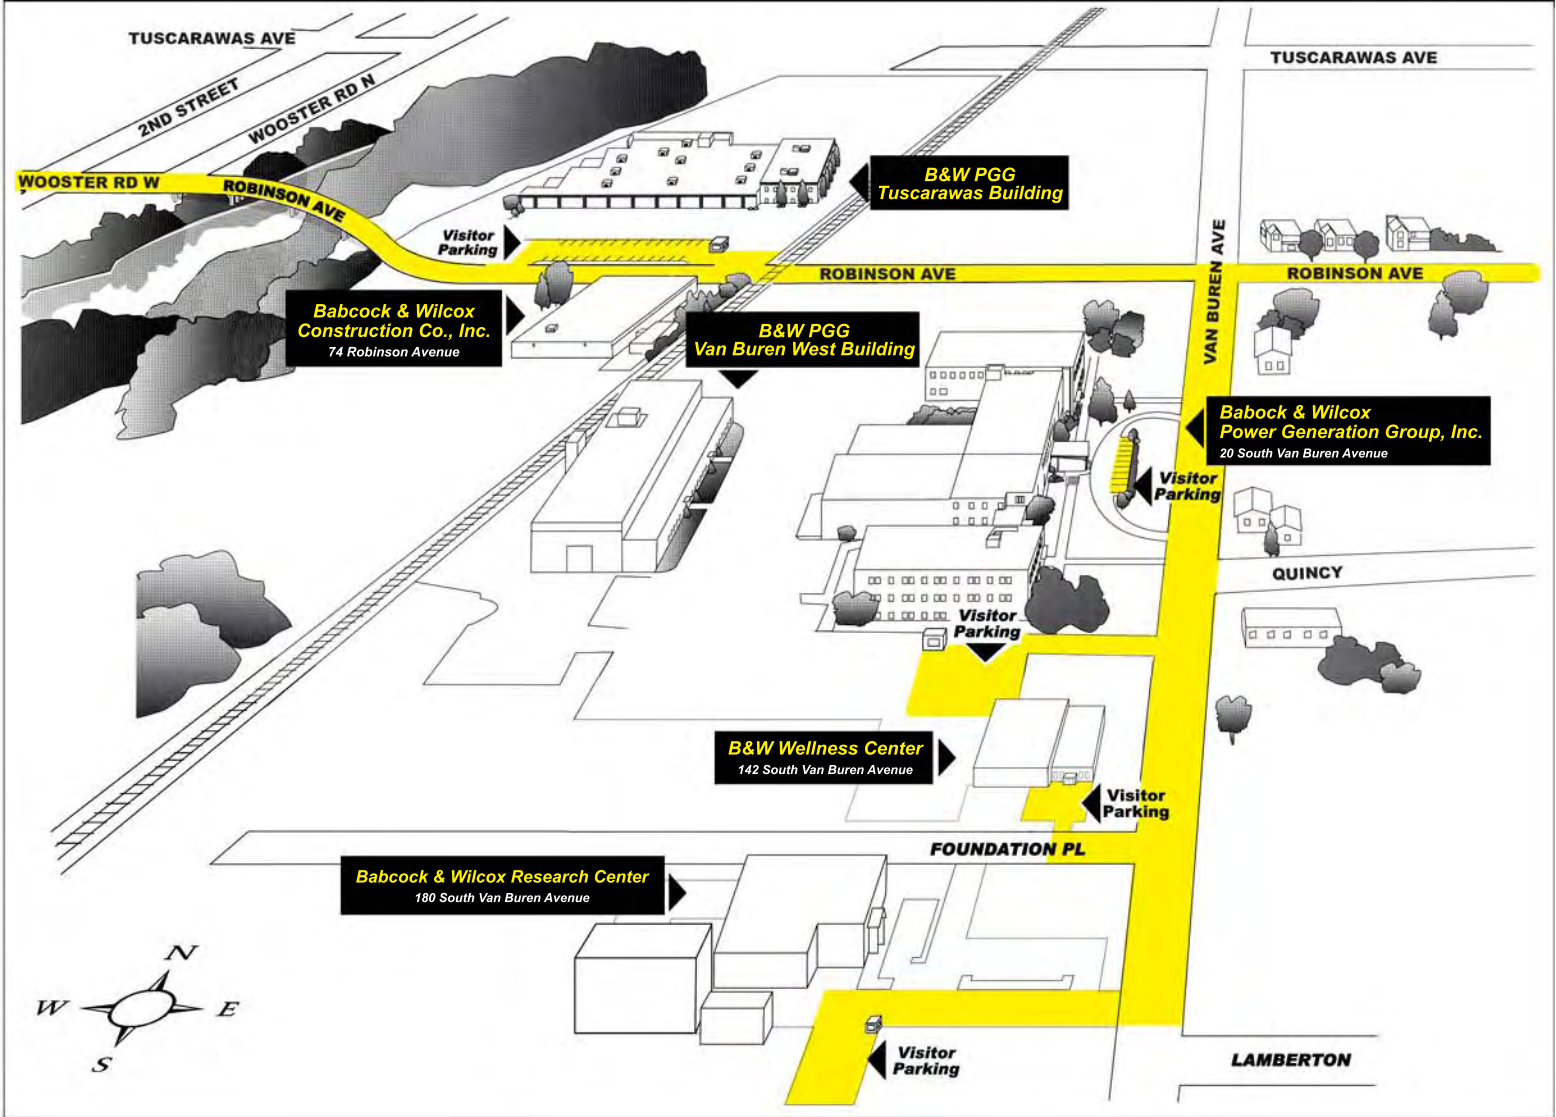 TUSCARAWAS AVE
2ND STREET
WOOSTER RD N
TUSCARAWAS AVE
WOOSTER RD W
ROBINSON AVE
B&W PGG
Tuscarawas Building
Visitor
Parking
ROBINSON AVE
VAN BUREN AVE
ROBINSON AVE
Babcock & Wilcox
Construction Co., Inc.
74 Robinson Avenue
B&W PGG
Van Buren West Building
Babock & Wilcox
Power Generation Group, Inc.
20 South Van Buren Avenue
Visitor
Parking
QUINCY
Visitor
Parking
B&W Wellness Center
142 South Van Buren Avenue
Visitor
Parking
FOUNDATION PL
Babcock & Wilcox Research Center
180 South Van Buren Avenue
N
W
E
S
Visitor
Parking
LAMBERTON